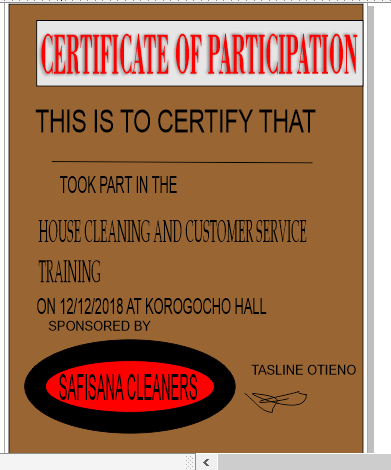 CERTIFICATE OF PARTICIPATION
THIS IS TO CERTIFY THAT
TOOK PART IN THE
HOUSE CLEANING AND CUSTOMER SERVICE
TRAINING
ON 12/12/2018 AT KOROGOCHO HALL
SPONSORED BY
SAFISANA CLEANERS
TASLINE OTIENO